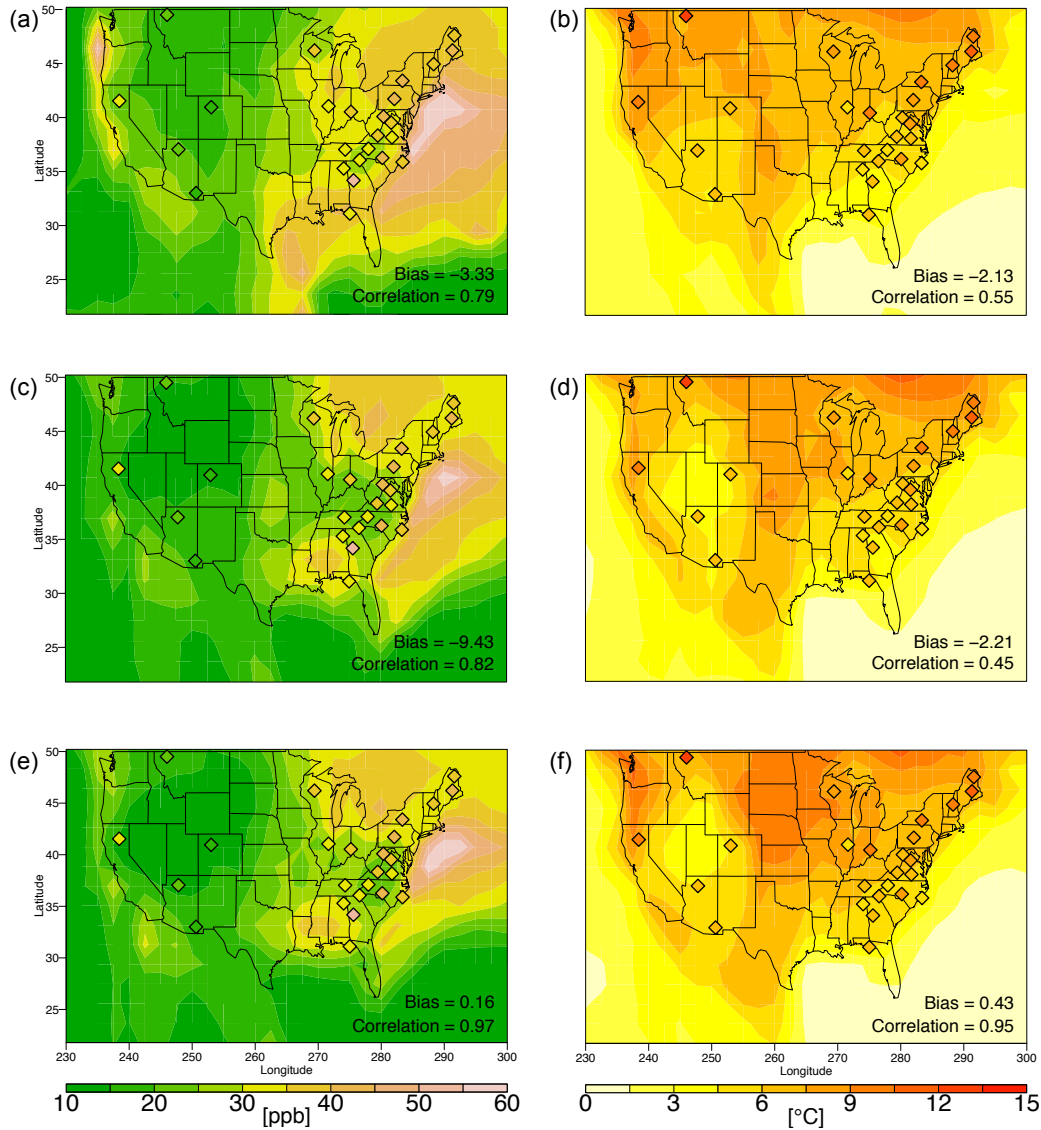 (a)
50
45
40
35
30
25
Latitude
Bias = −3.33
Correlation = 0.79
(b)
Bias = −2.13
Correlation = 0.55
(c)
50
45
40
35
30
25
Latitude
Bias = −9.43
Correlation = 0.82
(d)
Bias = −2.21
Correlation = 0.45
(e)
50
45
40
35
30
25
Latitude
Bias = 0.16
Correlation = 0.97
230 240 250 260 270 280 290 300
Longitude
(f)
Bias = 0.43
Correlation = 0.95
230 240 250 260 270 280 290 300
Longitude
10 20 30 40 50 60
[ppb]
0 3 6 9 12 15
[°C]